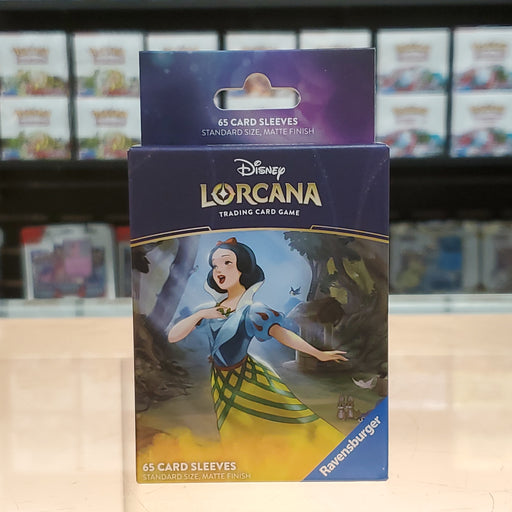 65 CARD SLEEVES
STANDARD SIZE, MATTE FINISH
Disney
LORCANA
TRADING CARD GAME
65 CARD SLEEVES
STANDARD SIZE, MATTE FINISH
Ravensburger